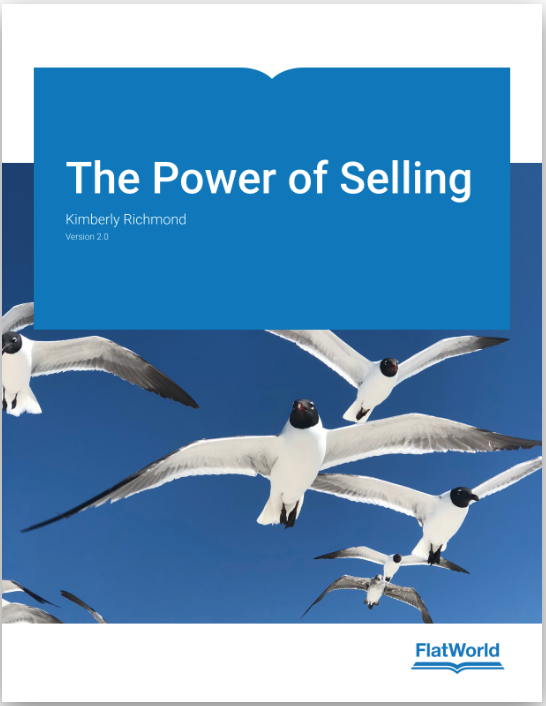 The Power of Selling
Kimberly Richmond
Version 2.0
FlatWorld